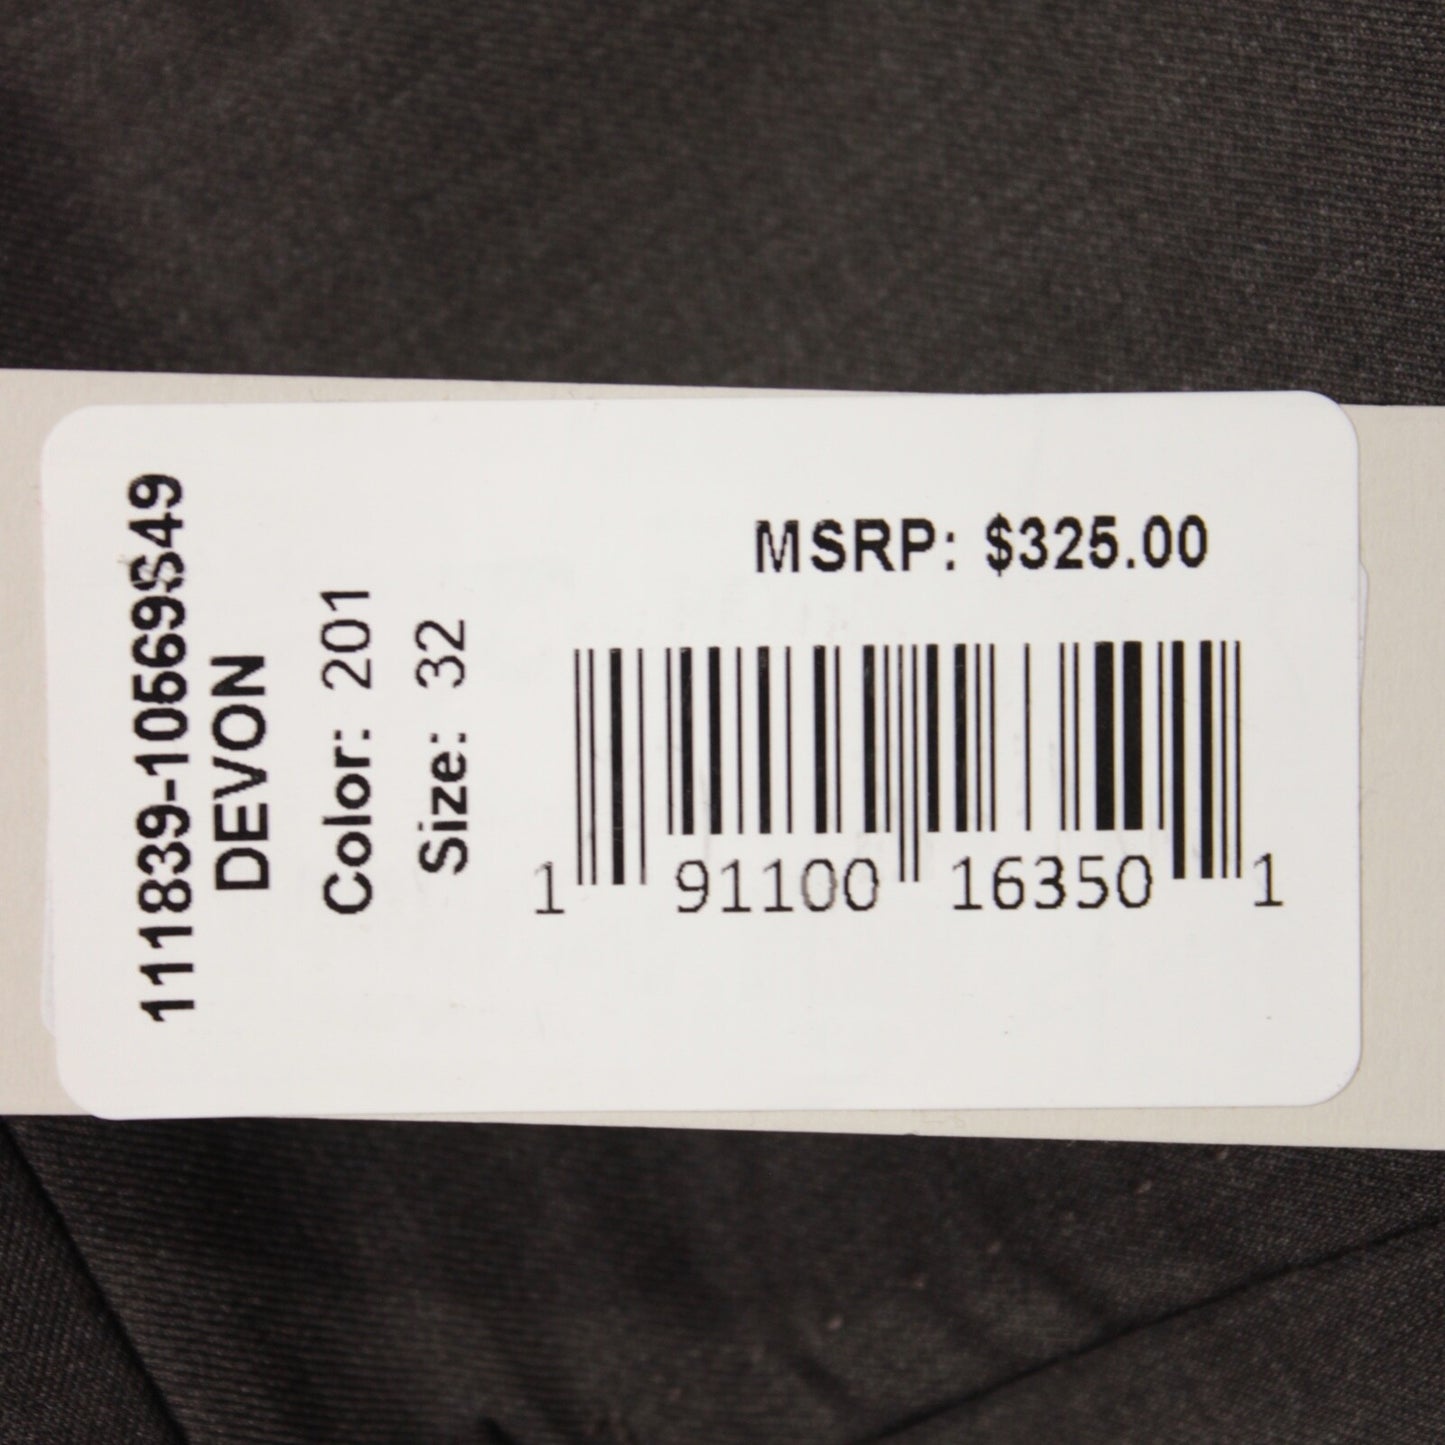 111839-10569S49
DEVON
Color: 201
Size: 32
MSRP: $325.00
1 91100 16350 1